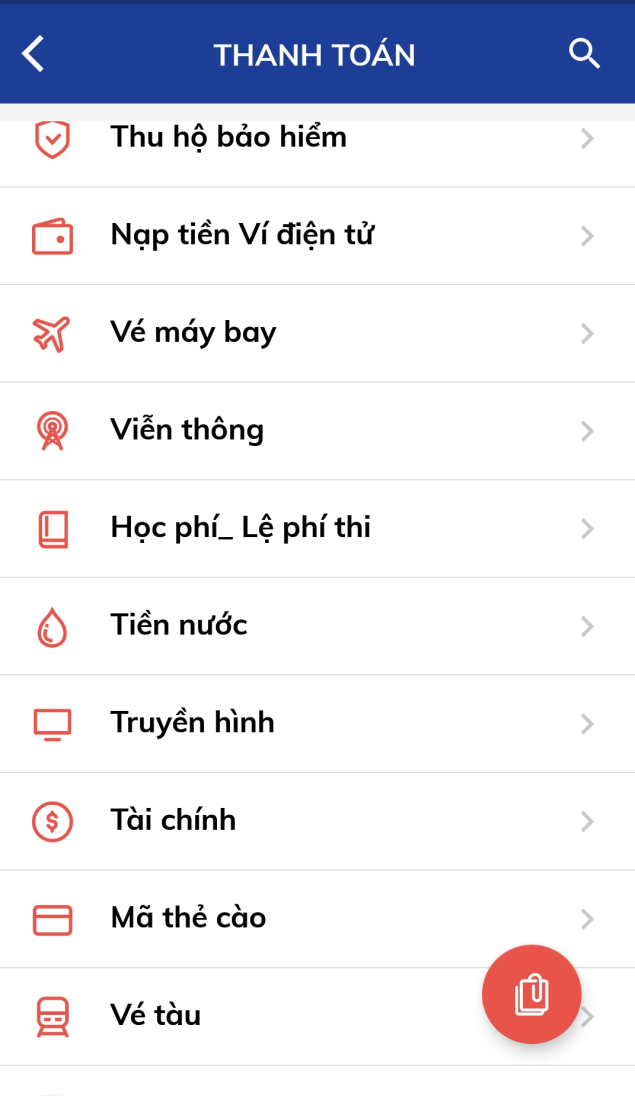 THANH TOÁN
Thu hộ bảo hiểm
Nạp tiền Ví điện tử
Vé máy bay
Viễn thông
Học phí_ Lệ phí thi
Tiền nước
Truyền hình
Tài chính
Mã thẻ cào
Vé tàu